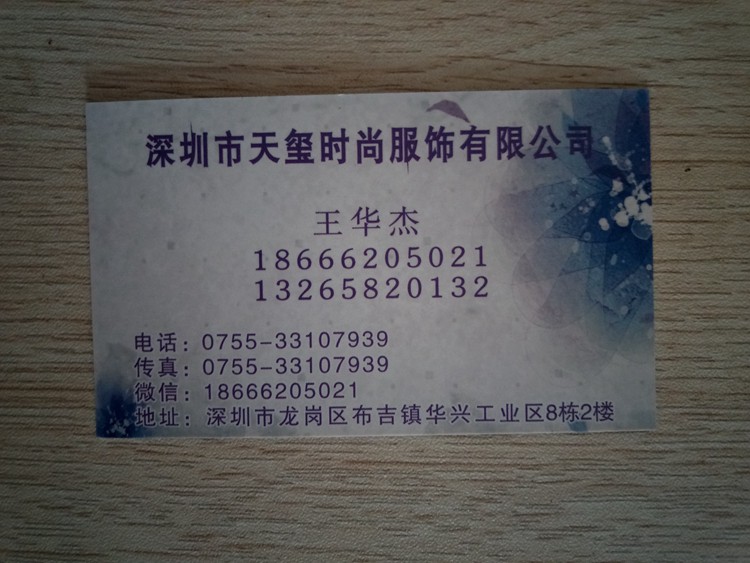 深圳市天玺时尚服饰有限公司
王华杰
18666205021
13265820132
电话：0755-33107939
传真：0755-33107939
微信：18666205021
地址：深圳市龙岗区布吉镇华兴工业区8栋2楼